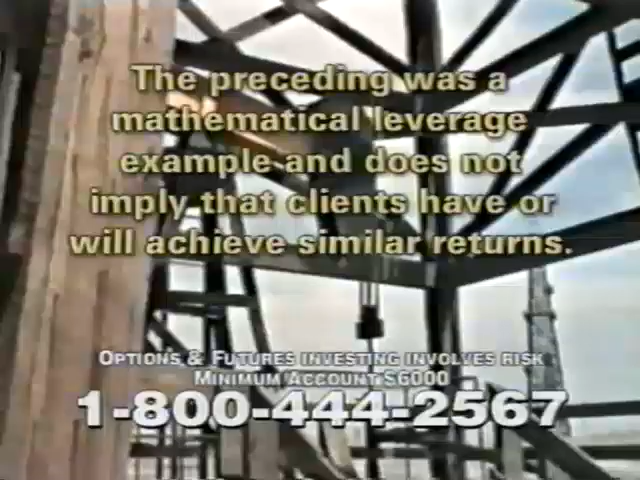 The preceding was a
mathematical leverage
example and does not
imply that clients have or
will achieve similar returns.
OPTIONS & FUTURES INVESTING INVOLVES RISK
MINIMUM ACCOUNT $6000
1-800-444-2567